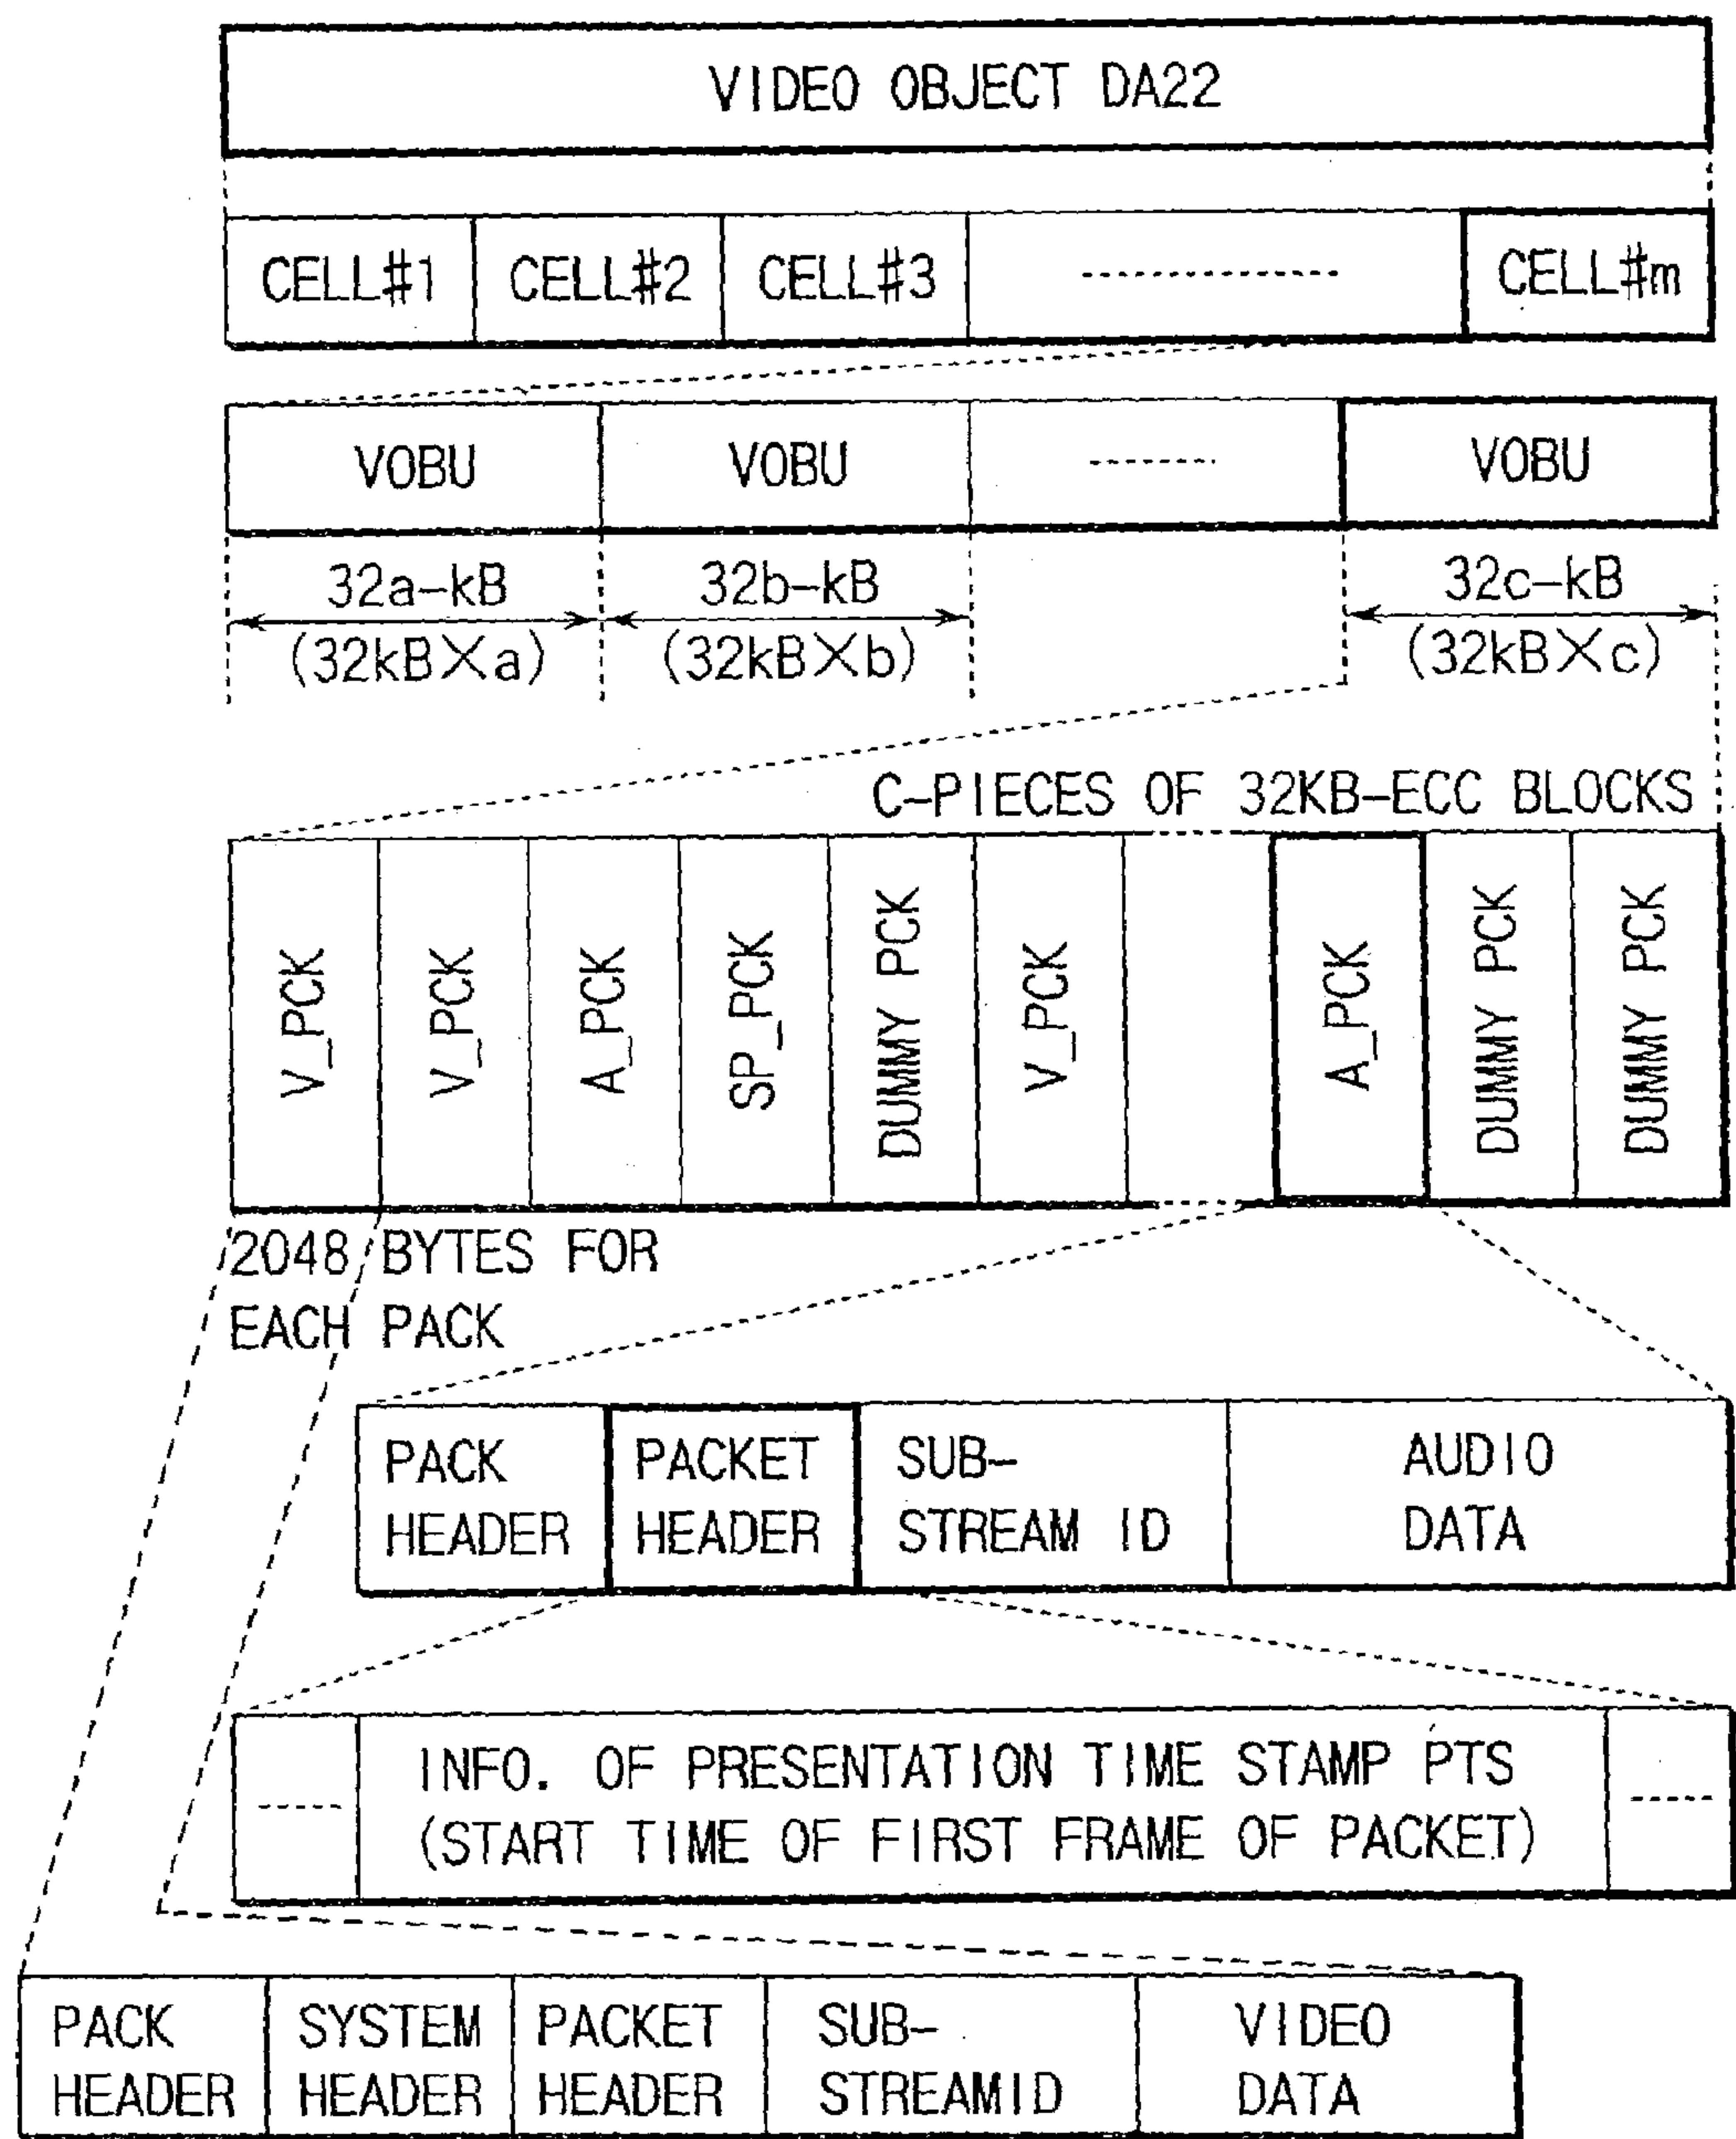 VIDEO OBJECT DA22
CELL#1 CELL#2 CELL#3 CELL#m
VOBU VOBU VOBU
32a-kB 32b-kB 32c-kB
(32kB×a) (32kB×b) (32kB×c)
C-PIECES OF 32KB-ECC BLOCKS
V_PCK V_PCK A_PCK SP_PCK DUMMY PCK V_PCK A_PCK DUMMY PCK DUMMY PCK
2048 BYTES FOR
EACH PACK
PACK PACKET SUB- AUDIO
HEADER HEADER STREAM ID DATA
INFO. OF PRESENTATION TIME STAMP PTS
(START TIME OF FIRST FRAME OF PACKET)
PACK SYSTEM PACKET SUB- VIDEO
HEADER HEADER HEADER STREAMID DATA